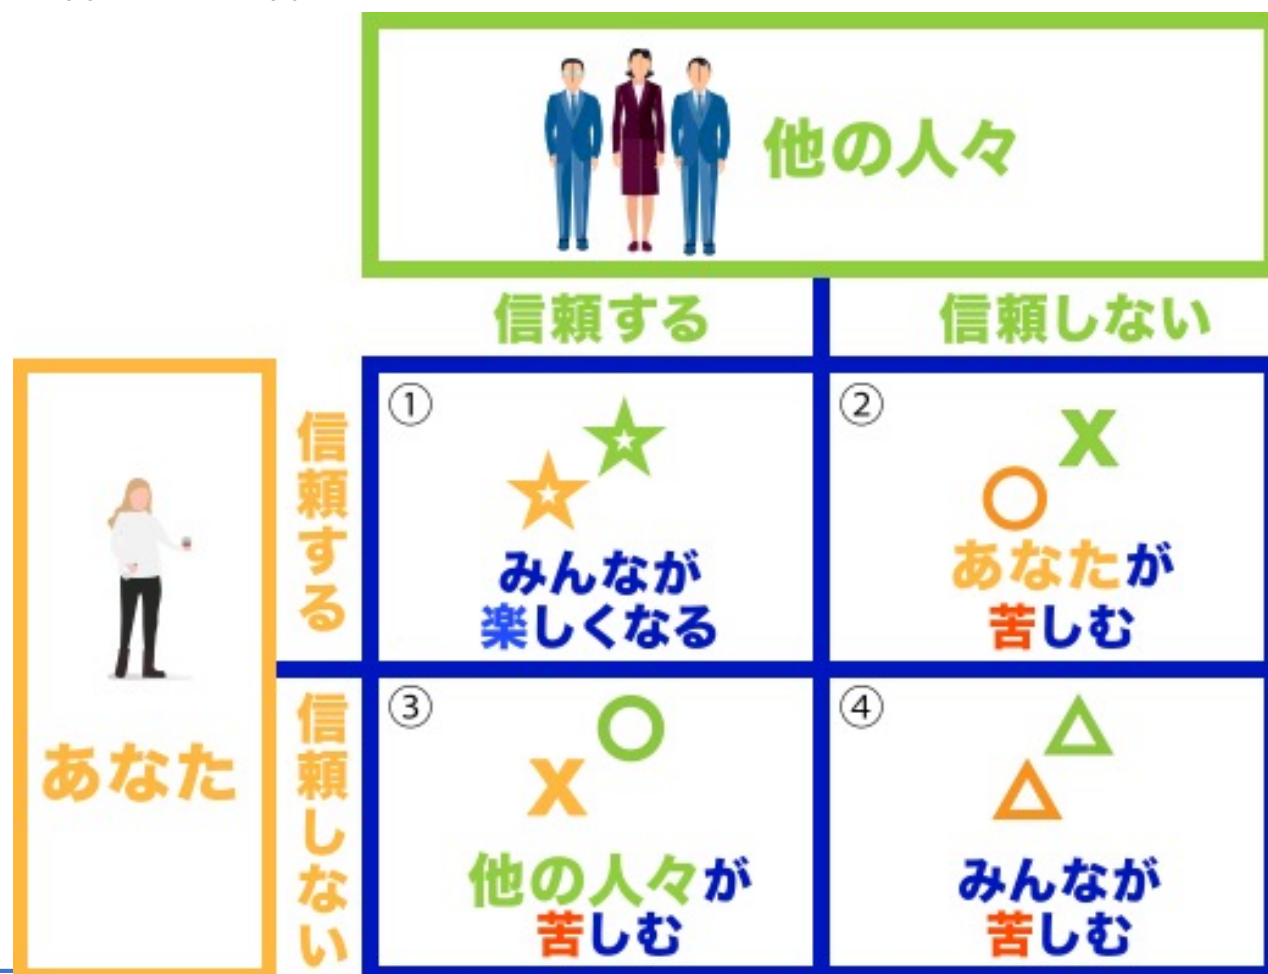 他の人々
信頼する
信頼しない
あなた
信頼する
①
みんなが
楽しくなる
②
あなたが
苦しむ
信頼しない
③
他の人々が
苦しむ
④
みんなが
苦しむ